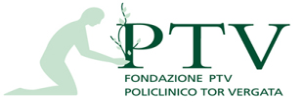 PTV
FONDAZIONE PTV
POLICLINICO TOR VERGATA